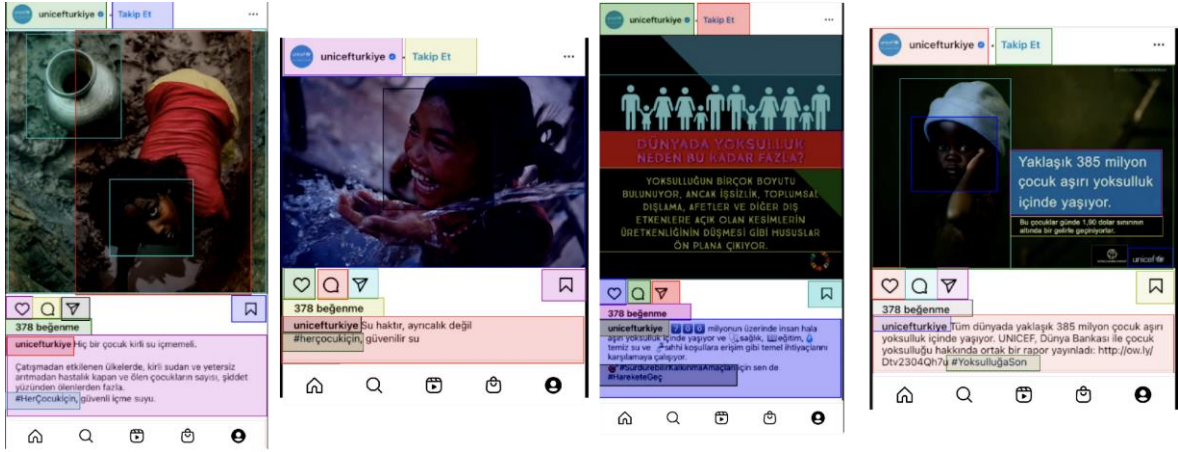 unicefturkiye • Takip Et
378 beğenme
unicefturkiye Hiç bir çocuk kirli su içmemeli.
Çatışmadan etkilenen ülkelerde, kirli sudan ve yetersiz
arıtmadan hastalık kapan ve ölen çocukların sayısı, şiddet
yüzünden ölenlerden fazla.
#HerÇocukİçin, güvenli içme suyu.
unicefturkiye • Takip Et
378 beğenme
unicefturkiye Su haktır, ayrıcalık değil
#herçocukiçin, güvenilir su
unicefturkiye • Takip Et
DÜNYADA YOKSULLUK
NEDEN BU KADAR FAZLA?
YOKSULLUĞUN BİRÇOK BOYUTU
BULUNUYOR, ANCAK İŞSİZLİK, TOPLUMSAL
DIŞLAMA, AFETLER VE DİĞER DIŞ
ETKENLERE AÇIK OLAN KESİMLERİN
ÜRETKENLİĞİNİN DÜŞMESİ GİBİ HUSUSLAR
ÖN PLANA ÇIKIYOR.
378 beğenme
unicefturkiye 7 0 0 milyonun üzerinde insan hala
aşırı yoksulluk içinde yaşıyor ve sağlık, eğitim,
temiz su ve sıhhi koşullara erişim gibi temel ihtiyaçlarını
karşılamaya çalışıyor.
#SürdürebilirKalkınmaAmaçları için sen de
#HareketeGeç
unicefturkiye • Takip Et
Yaklaşık 385 milyon
çocuk aşırı yoksulluk
içinde yaşıyor.
Bu çocuklar günde 1,90 dolar sınırının
altında bir gelirle geçiniyorlar.
unicef
378 beğenme
unicefturkiye Tüm dünyada yaklaşık 385 milyon çocuk aşırı
yoksulluk içinde yaşıyor. UNICEF, Dünya Bankası ile çocuk
yoksulluğu hakkında ortak bir rapor yayınladı: http://ow.ly/
Dtv2304Qh7u #YoksulluğaSon